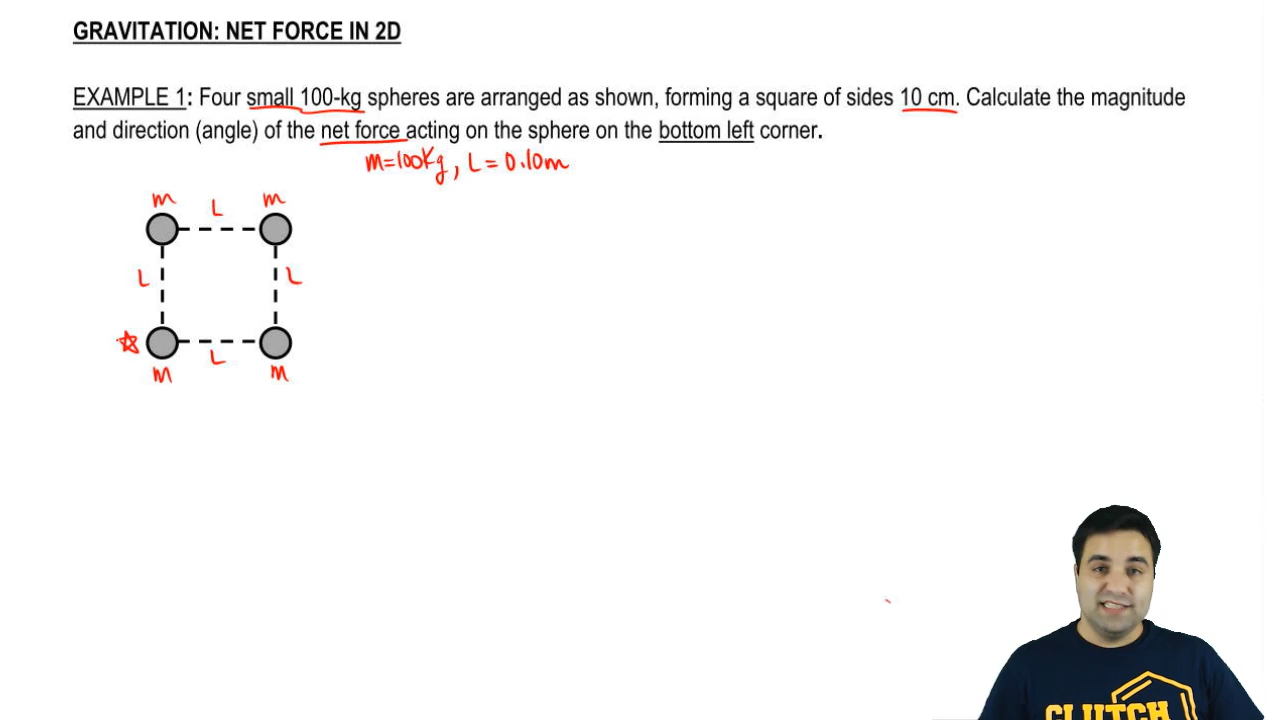 GRAVITATION: NET FORCE IN 2D
EXAMPLE 1: Four small 100-kg spheres are arranged as shown, forming a square of sides 10 cm. Calculate the magnitude
and direction (angle) of the net force acting on the sphere on the bottom left corner.
m=100Kg, L=0.10m
m L m
L L
L
m m
CLUTCH